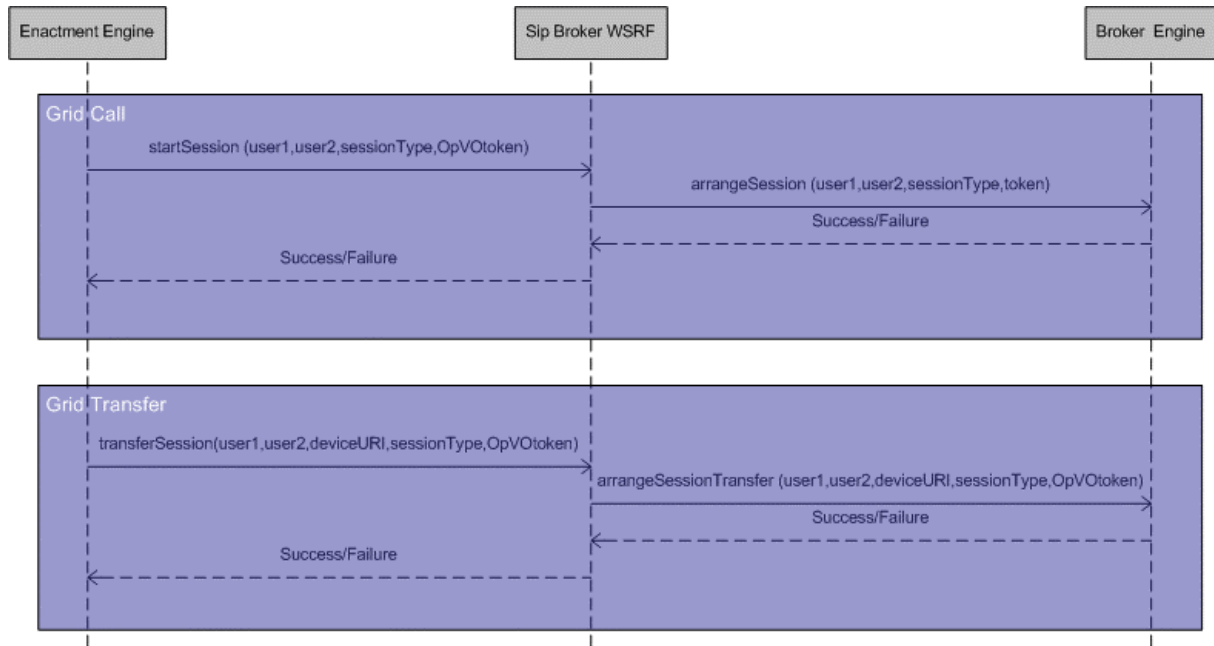 Enactment Engine
Sip Broker WSRF
Broker Engine
Grid Call
startSession (user1,user2,sessionType,OpVOtoken)
arrangeSession (user1,user2,sessionType,token)
Success/Failure
Success/Failure
Grid Transfer
transferSession(user1,user2,deviceURI,sessionType,OpVOtoken)
arrangeSessionTransfer (user1,user2,deviceURI,sessionType,OpVOtoken)
Success/Failure
Success/Failure